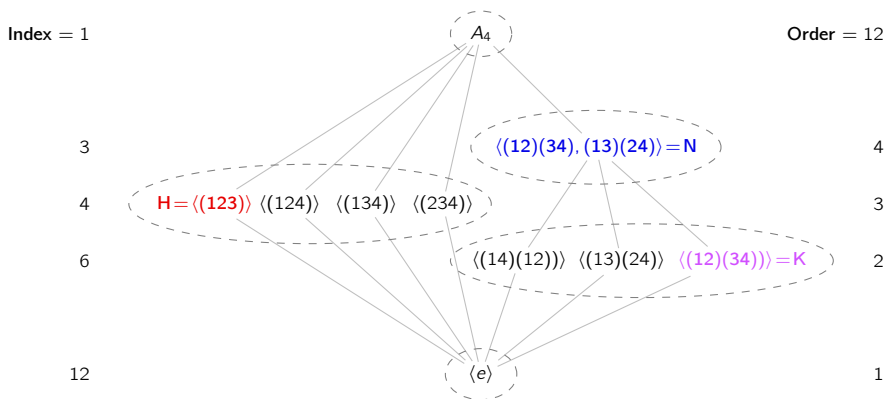 Index = 1 A₄ Order = 12
3 ⟨(12)(34), (13)(24)⟩ = N 4
4 H = ⟨(123)⟩ ⟨(124)⟩ ⟨(134)⟩ ⟨(234)⟩ 3
6 ⟨(14)(12))⟩ ⟨(13)(24)⟩ ⟨(12)(34))⟩ = K 2
12 ⟨e⟩ 1